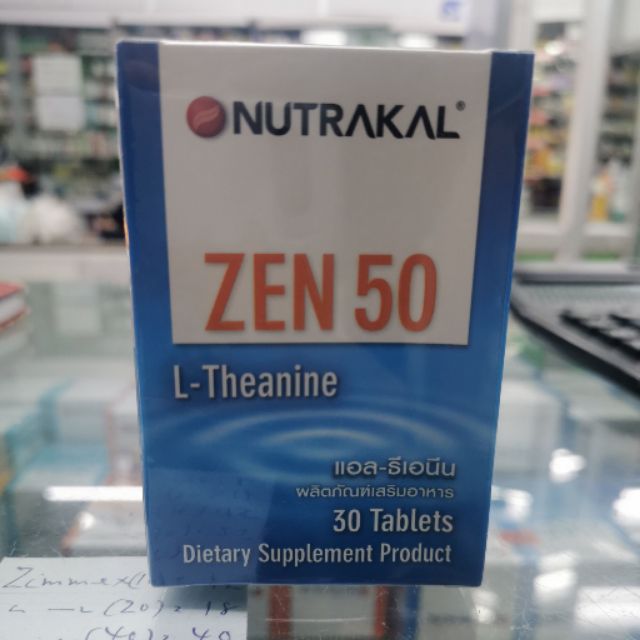 NUTRAKAL®
ZEN 50
L-Theanine
แอล-ธีเอนีน
ผลิตภัณฑ์เสริมอาหาร
30 Tablets
Dietary Supplement Product